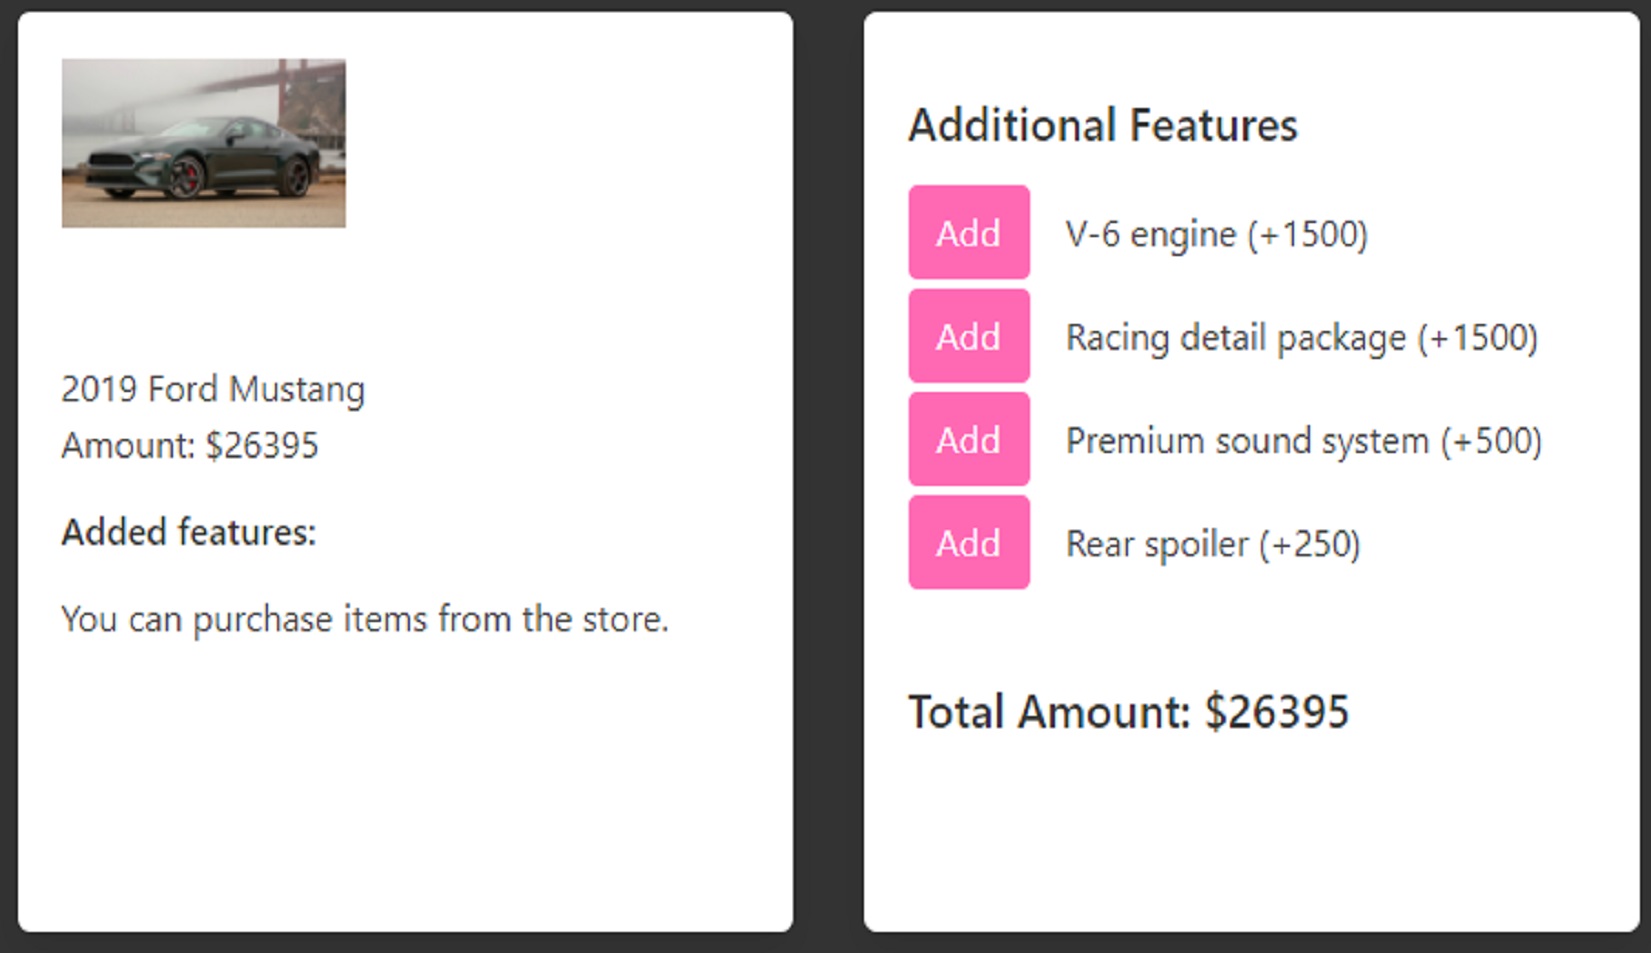 2019 Ford Mustang
Amount: $26395
Added features:
You can purchase items from the store.
Additional Features
Add V-6 engine (+1500)
Add Racing detail package (+1500)
Add Premium sound system (+500)
Add Rear spoiler (+250)
Total Amount: $26395